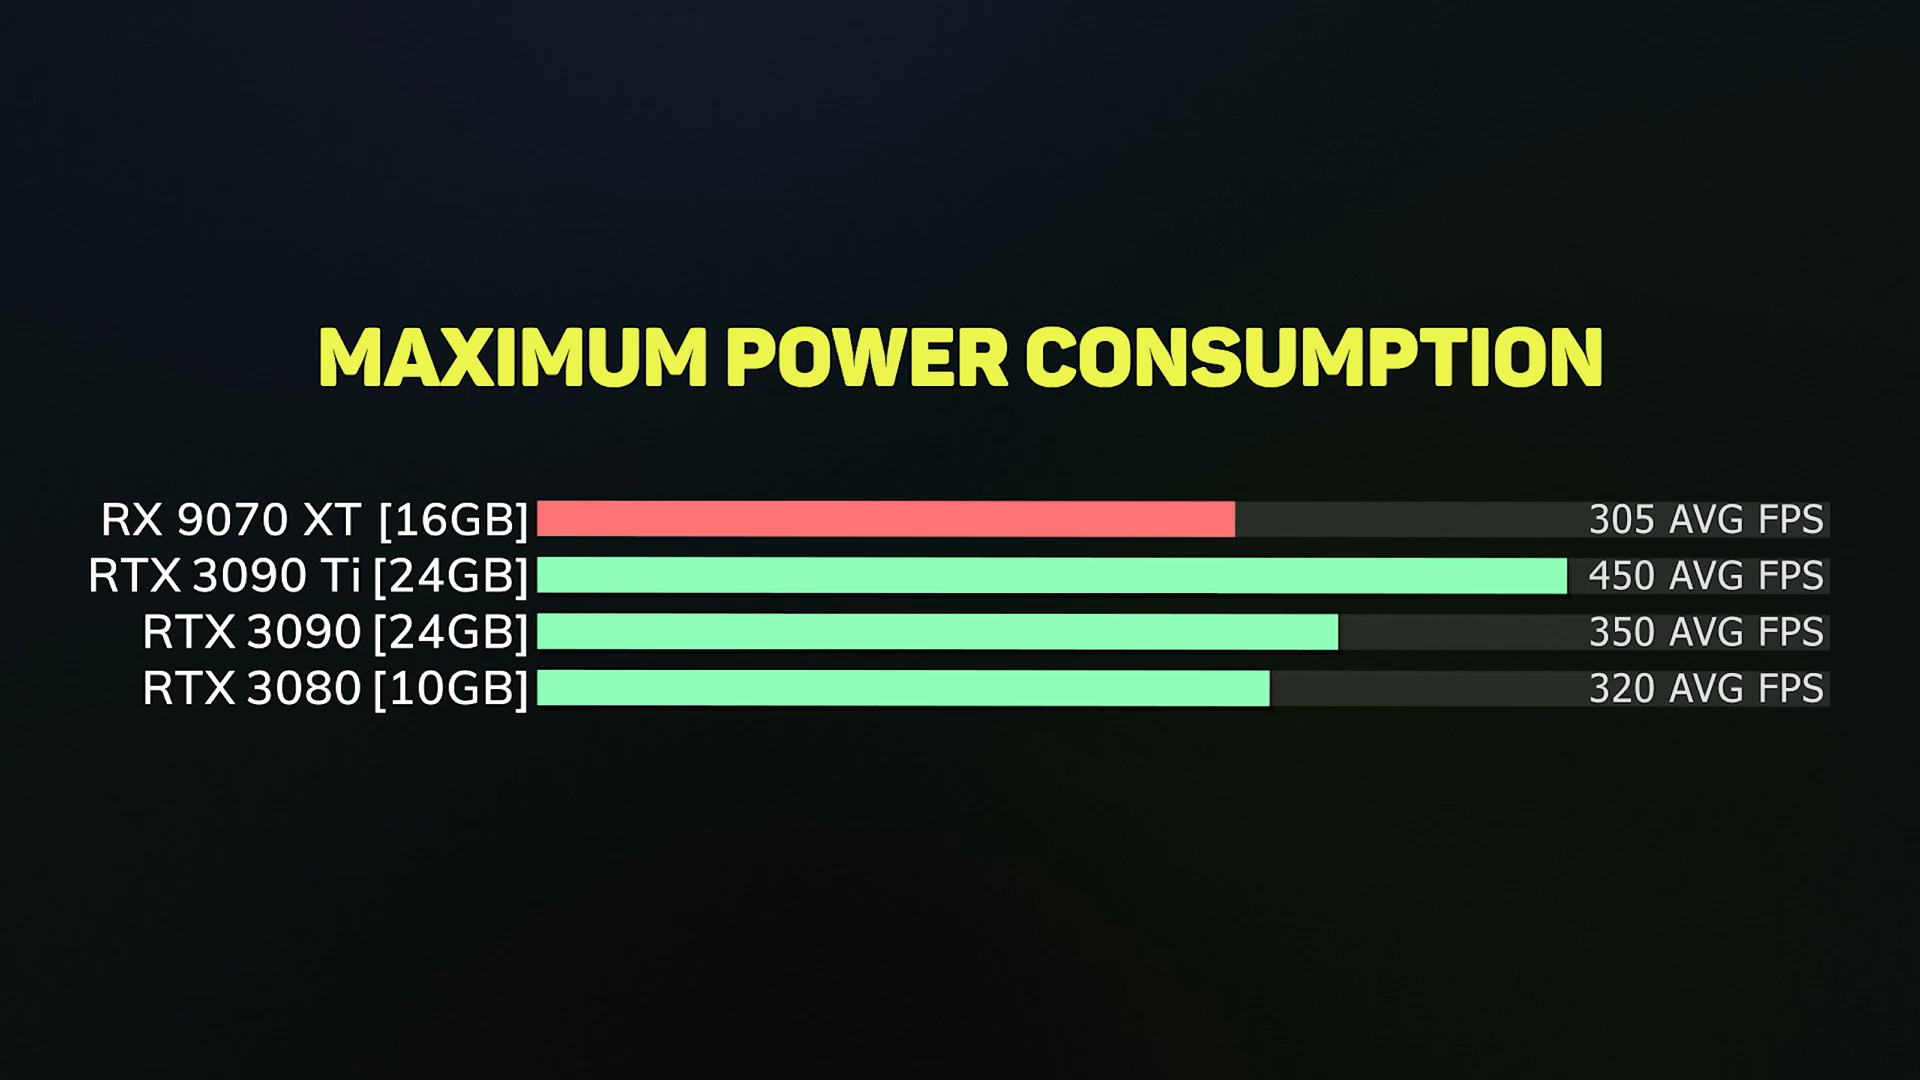 MAXIMUM POWER CONSUMPTION
RX 9070 XT [16GB] 305 AVG FPS
RTX 3090 Ti [24GB] 450 AVG FPS
RTX 3090 [24GB] 350 AVG FPS
RTX 3080 [10GB] 320 AVG FPS